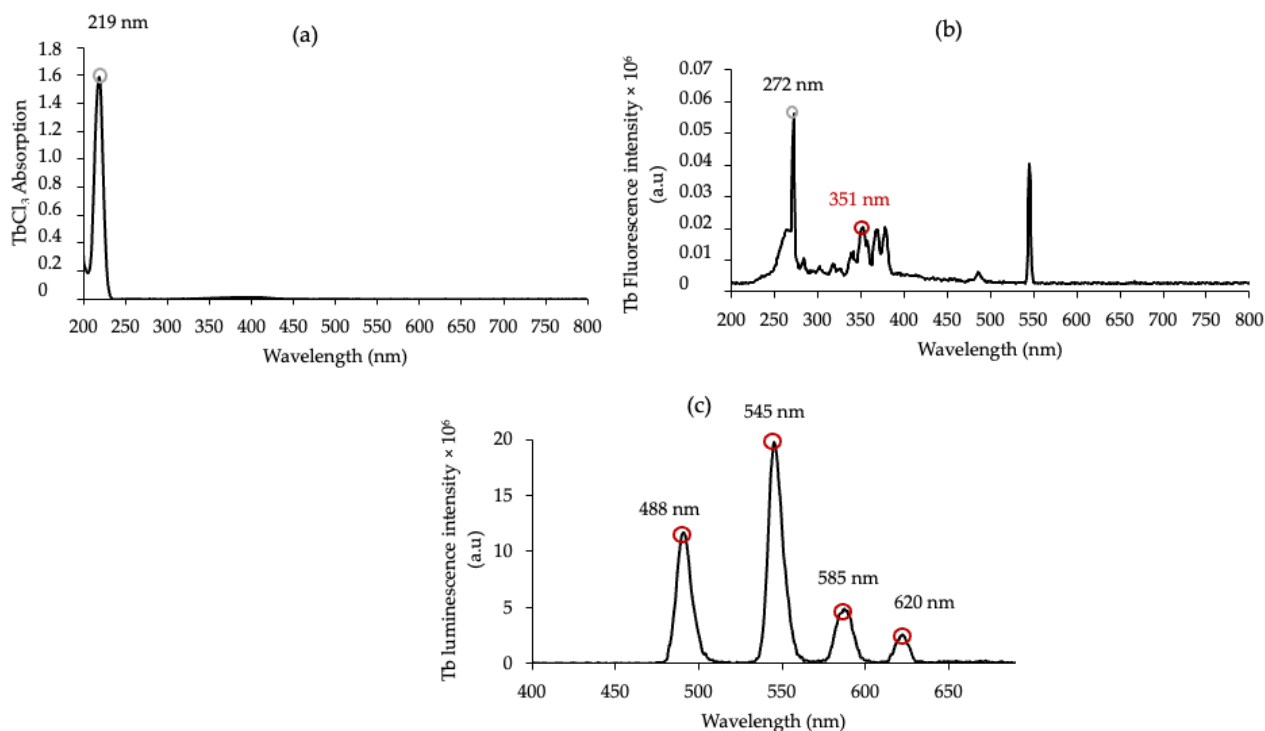 219 nm
(a)
TbCl₃ Absorption
1.8
1.6
1.4
1.2
1.0
0.8
0.6
0.4
0.2
0
200 250 300 350 400 450 500 550 600 650 700 750 800
Wavelength (nm)
(b)
Tb Fluorescence intensity × 10⁶
(a.u)
0.07
0.06
0.05
0.04
0.03
0.02
0.01
0
272 nm
351 nm
200 250 300 350 400 450 500 550 600 650 700 750 800
Wavelength (nm)
(c)
Tb luminescence intensity × 10⁶
(a.u)
20
15
10
5
0
488 nm
545 nm
585 nm
620 nm
400 450 500 550 600 650
Wavelength (nm)